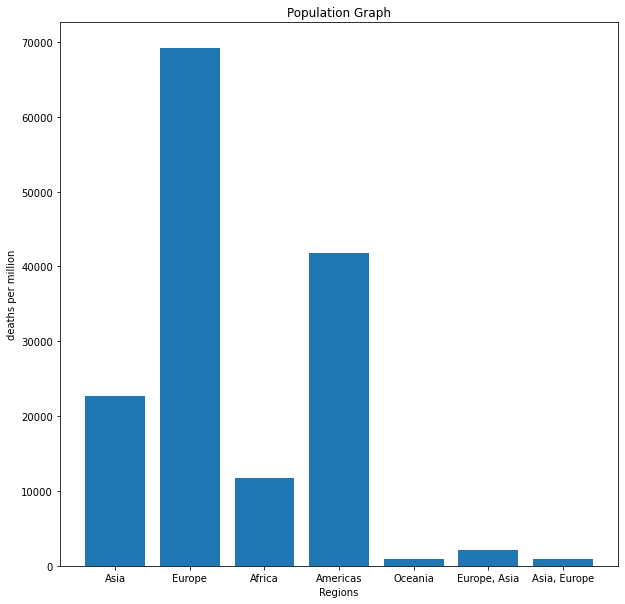 Population Graph
deaths per million
70000
60000
50000
40000
30000
20000
10000
0
Asia Europe Africa Americas Oceania Europe, Asia Asia, Europe
Regions